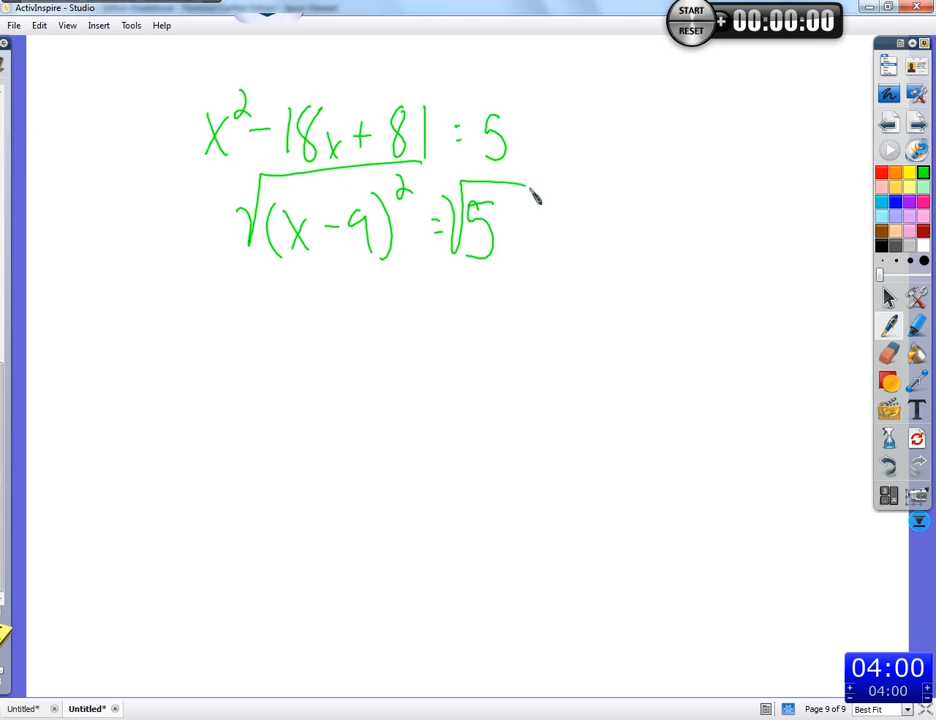 ActivInspire - Studio
START
RESET
00:00:00
File Edit View Insert Tools Help
x² - 18x + 81 = 5
√(x - 9)² = √5
04:00
04:00
Untitled* Untitled* Page 9 of 9 Best Fit